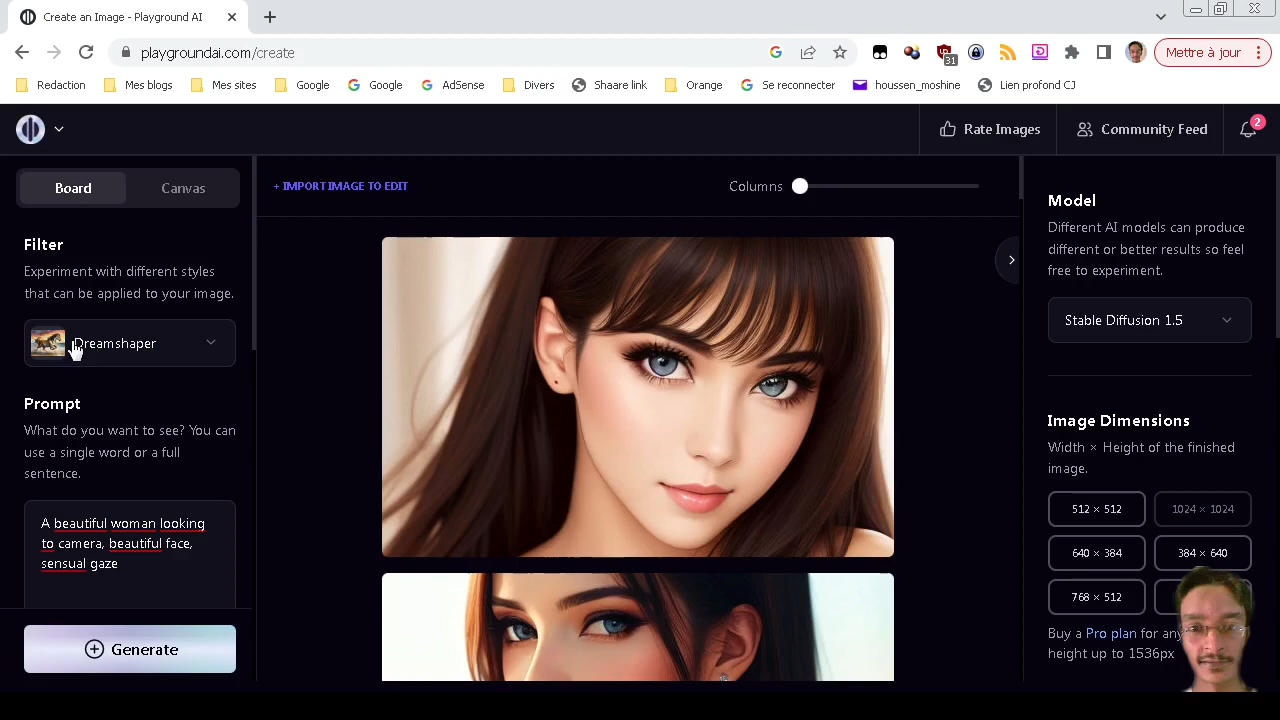 Create an Image - Playground AI
playgroundai.com/create
31
Mettre à jour
Redaction
Mes blogs
Mes sites
Google
Google
AdSense
Divers
Shaare link
Orange
Se reconnecter
houssen_moshine
Lien profond CJ
Rate Images
Community Feed
2
Board
Canvas
+ IMPORT IMAGE TO EDIT
Columns
Filter
Experiment with different styles
that can be applied to your image.
Dreamshaper
Prompt
What do you want to see? You can
use a single word or a full
sentence.
A beautiful woman looking
to camera, beautiful face,
sensual gaze
Generate
Model
Different AI models can produce
different or better results so feel
free to experiment.
Stable Diffusion 1.5
Image Dimensions
Width × Height of the finished
image.
512 × 512
1024 × 1024
640 × 384
384 × 640
768 × 512
Buy a Pro plan for any
height up to 1536px